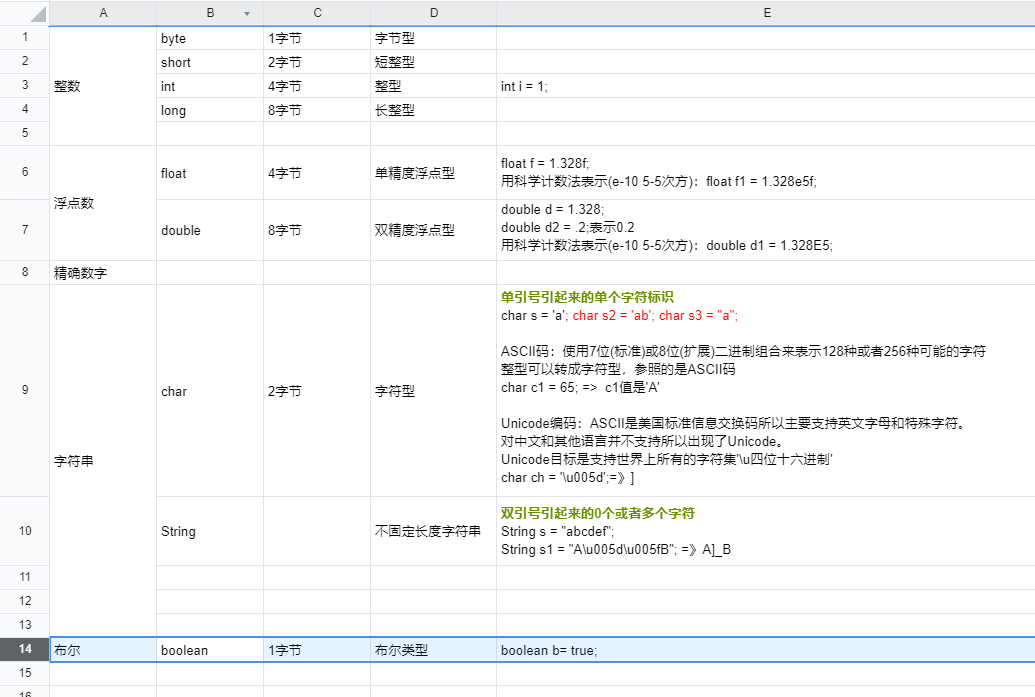 A B C D E
1 byte 1字节 字节型
2 short 2字节 短整型
3 整数 int 4字节 整型 int i = 1;
4 long 8字节 长整型
5
6 float 4字节 单精度浮点型 float f = 1.328f;
用科学计数法表示(e-10 5-5次方)：float f1 = 1.328e5f;
浮点数
7 double 8字节 双精度浮点型 double d = 1.328;
double d2 = .2;表示0.2
用科学计数法表示(e-10 5-5次方)：double d1 = 1.328E5;
8 精确数字
9 char 2字节 字符型 单引号引起来的单个字符标识
char s = 'a'; char s2 = 'ab'; char s3 = "a";
ASCII码：使用7位(标准)或8位(扩展)二进制组合来表示128种或者256种可能的字符
整型可以转成字符型，参照的是ASCII码
char c1 = 65; => c1值是'A'
Unicode编码：ASCII是美国标准信息交换码所以主要支持英文字母和特殊字符。
对中文和其他语言并不支持所以出现了Unicode。
Unicode目标是支持世界上所有的字符集'\u四位十六进制'
char ch = '\u005d';=》]
字符串
10 String 不固定长度字符串 双引号引起来的0个或者多个字符
String s = "abcdef";
String s1 = "A\u005d\u005fB"; =》A]_B
11
12
13
14 布尔 boolean 1字节 布尔类型 boolean b= true;
15
16